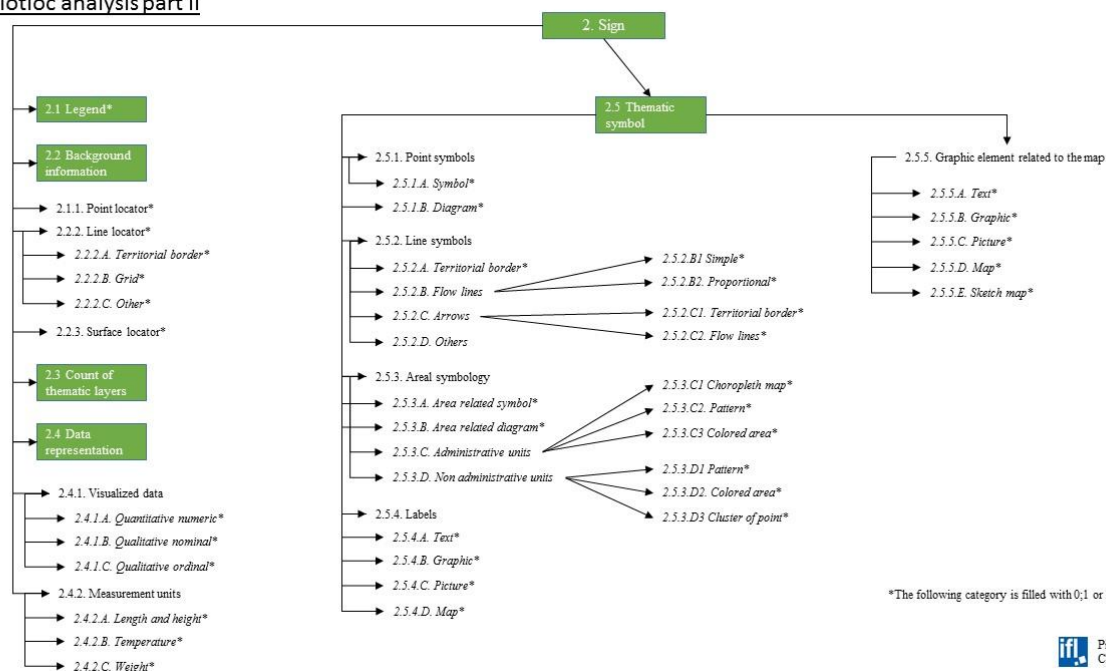 analysis part II
2. Sign
2.1 Legend*
2.2 Background
information
2.1.1. Point locator*
2.2.2. Line locator*
2.2.2.A. Territorial border*
2.2.2.B. Grid*
2.2.2.C. Other*
2.2.3. Surface locator*
2.3 Count of
thematic layers
2.4 Data
representation
2.4.1. Visualized data
2.4.1.A. Quantitative numeric*
2.4.1.B. Qualitative nominal*
2.4.1.C. Qualitative ordinal*
2.4.2. Measurement units
2.4.2.A. Length and height*
2.4.2.B. Temperature*
2.4.2.C. Weight*
2.5 Thematic
symbol
2.5.1. Point symbols
2.5.1.A. Symbol*
2.5.1.B. Diagram*
2.5.2. Line symbols
2.5.2.A. Territorial border*
2.5.2.B. Flow lines
2.5.2.C. Arrows
2.5.2.D. Others
2.5.2.B1 Simple*
2.5.2.B2. Proportional*
2.5.2.C1. Territorial border*
2.5.2.C2. Flow lines*
2.5.3. Areal symbology
2.5.3.A. Area related symbol*
2.5.3.B. Area related diagram*
2.5.3.C. Administrative units
2.5.3.D. Non administrative units
2.5.3.C1 Choropleth map*
2.5.3.C2. Pattern*
2.5.3.C3 Colored area*
2.5.3.D1 Pattern*
2.5.3.D2. Colored area*
2.5.3.D3 Cluster of point*
2.5.4. Labels
2.5.4.A. Text*
2.5.4.B. Graphic*
2.5.4.C. Picture*
2.5.4.D. Map*
2.5.5. Graphic element related to the map
2.5.5.A. Text*
2.5.5.B. Graphic*
2.5.5.C. Picture*
2.5.5.D. Map*
2.5.5.E. Sketch map*
*The following category is filled with 0;1 or
ifl